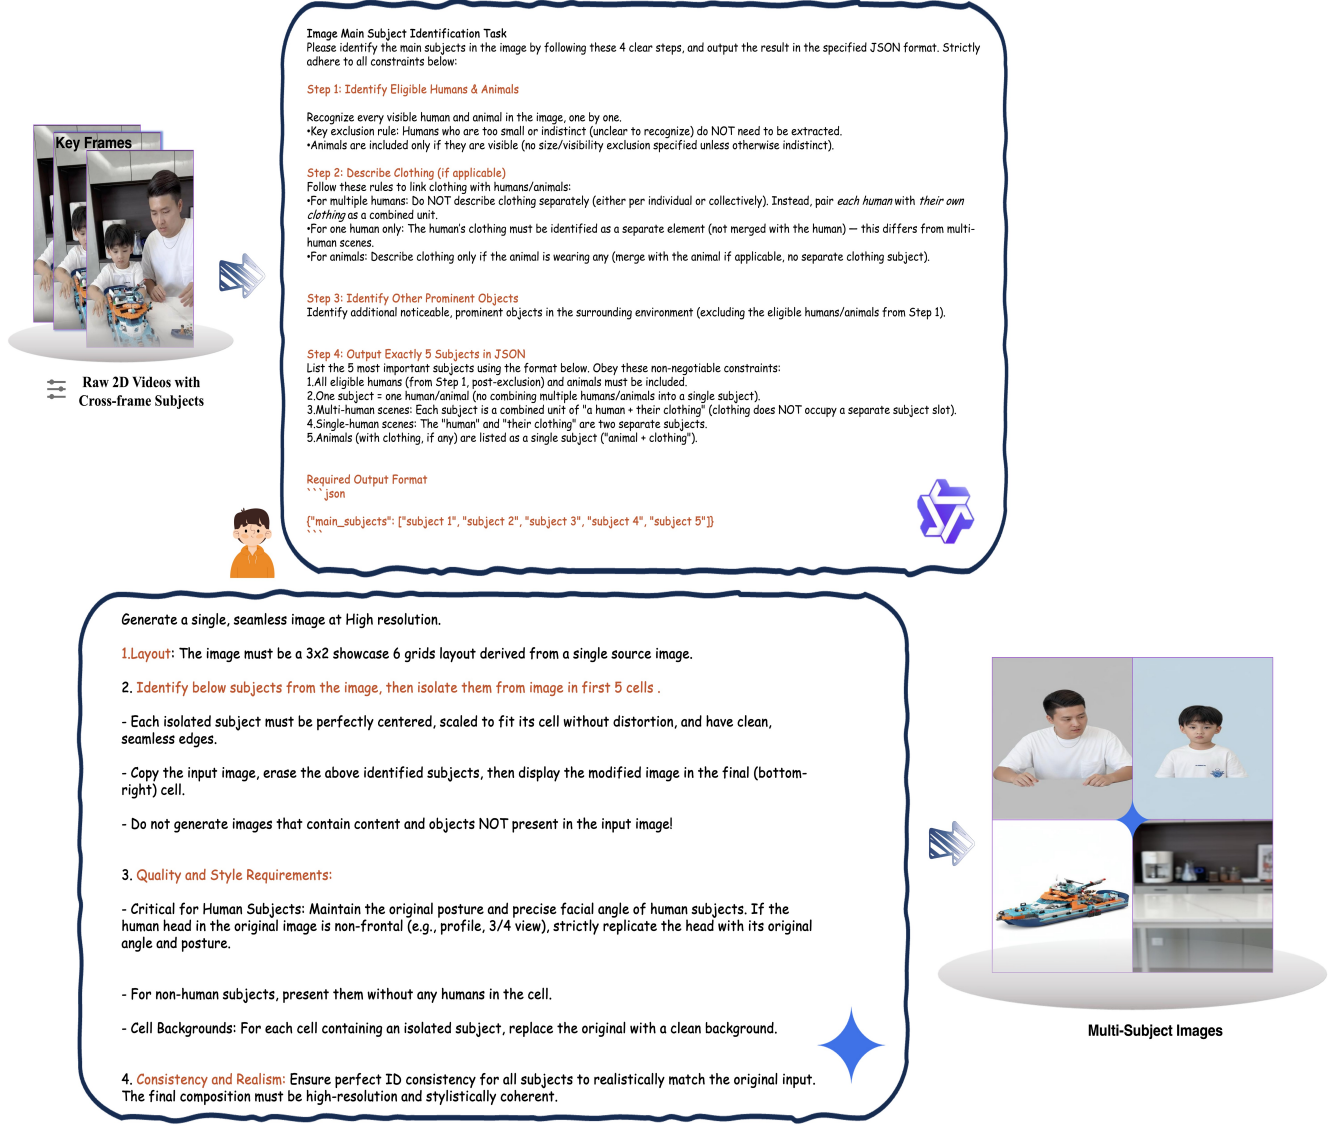 Image Main Subject Identification Task
Please identify the main subjects in the image by following these 4 clear steps, and output the result in the specified JSON format. Strictly
adhere to all constraints below:
Step 1: Identify Eligible Humans & Animals
Recognize every visible human and animal in the image, one by one.
•Key exclusion rule: Humans who are too small or indistinct (unclear to recognize) do NOT need to be extracted.
•Animals are included only if they are visible (no size/visibility exclusion specified unless otherwise indistinct).
Step 2: Describe Clothing (if applicable)
Follow these rules to link clothing with humans/animals:
•For multiple humans: Do NOT describe clothing separately (either per individual or collectively). Instead, pair each human with their own
clothing as a combined unit.
•For one human only: The human's clothing must be identified as a separate element (not merged with the human) — this differs from multi-
human scenes.
•For animals: Describe clothing only if the animal is wearing any (merge with the animal if applicable, no separate clothing subject).
Step 3: Identify Other Prominent Objects
Identify additional noticeable, prominent objects in the surrounding environment (excluding the eligible humans/animals from Step 1).
Step 4: Output Exactly 5 Subjects in JSON
List the 5 most important subjects using the format below. Obey these non-negotiable constraints:
1.All eligible humans (from Step 1, post-exclusion) and animals must be included.
2.One subject = one human/animal (no combining multiple humans/animals into a single subject).
3.Multi-human scenes: Each subject is a combined unit of "a human + their clothing" (clothing does NOT occupy a separate subject slot).
4.Single-human scenes: The "human" and "their clothing" are two separate subjects.
5.Animals (with clothing, if any) are listed as a single subject ("animal + clothing").
Required Output Format
```json
{"main_subjects": ["subject 1", "subject 2", "subject 3", "subject 4", "subject 5"]}
```
Key Frames
Raw 2D Videos with
Cross-frame Subjects
Generate a single, seamless image at High resolution.
1.Layout: The image must be a 3x2 showcase 6 grids layout derived from a single source image.
2. Identify below subjects from the image, then isolate them from image in first 5 cells .
- Each isolated subject must be perfectly centered, scaled to fit its cell without distortion, and have clean,
seamless edges.
- Copy the input image, erase the above identified subjects, then display the modified image in the final (bottom-
right) cell.
- Do not generate images that contain content and objects NOT present in the input image!
3. Quality and Style Requirements:
- Critical for Human Subjects: Maintain the original posture and precise facial angle of human subjects. If the
human head in the original image is non-frontal (e.g., profile, 3/4 view), strictly replicate the head with its original
angle and posture.
- For non-human subjects, present them without any humans in the cell.
- Cell Backgrounds: For each cell containing an isolated subject, replace the original with a clean background.
4. Consistency and Realism: Ensure perfect ID consistency for all subjects to realistically match the original input.
The final composition must be high-resolution and stylistically coherent.
Multi-Subject Images